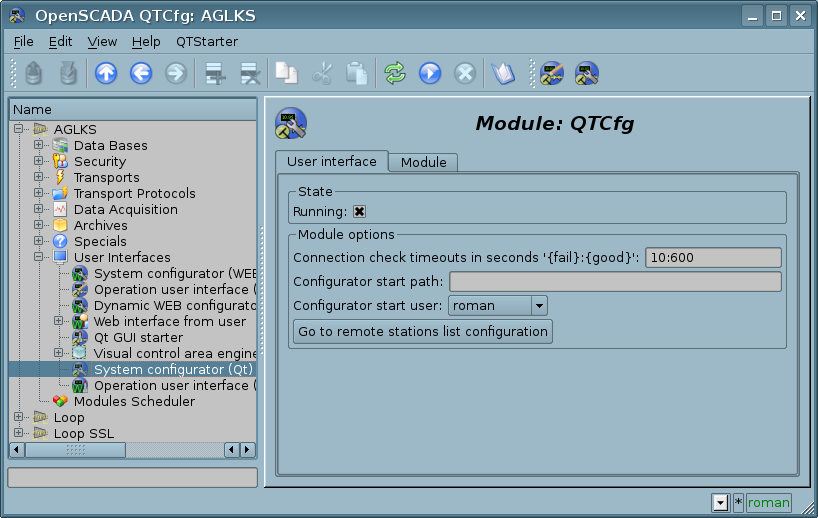 OpenSCADA QTCfg: AGLKS
File Edit View Help QTStarter
Name
AGLKS
Data Bases
Security
Transports
Transport Protocols
Data Acquisition
Archives
Specials
User Interfaces
System configurator (WEB
Operation user interface (
Dynamic WEB configurato
Web interface from user
Qt GUI starter
Visual control area engine
System configurator (Qt)
Operation user interface (
Modules Scheduler
Loop
Loop SSL
Module: QTCfg
User interface Module
State
Running:
Module options
Connection check timeouts in seconds '{fail}:{good}': 10:600
Configurator start path:
Configurator start user: roman
Go to remote stations list configuration
* roman